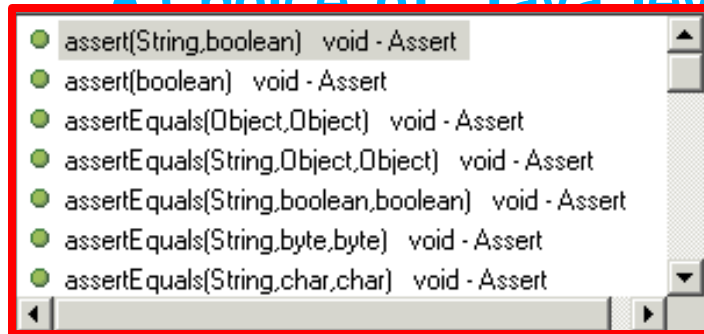 assert(String,boolean) void - Assert
assert(boolean) void - Assert
assertEquals(Object,Object) void - Assert
assertEquals(String,Object,Object) void - Assert
assertEquals(String,boolean,boolean) void - Assert
assertEquals(String,byte,byte) void - Assert
assertEquals(String,char,char) void - Assert